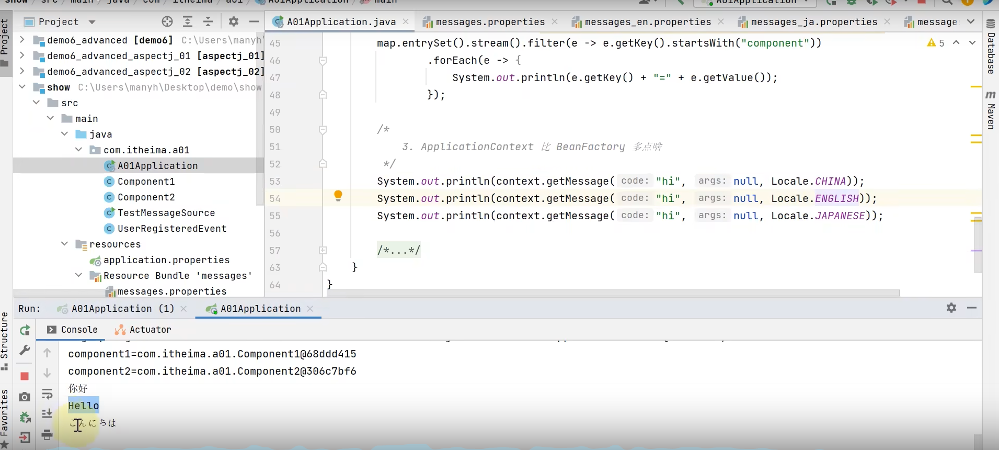 show src main java com itheima a01 A01Application main A01Application
Project
A01Application.java
messages.properties
messages_en.properties
messages_ja.properties
message
Project
Structure
Favorites
Database
Maven
demo6_advanced [demo6] C:\Users\manyh\
demo6_advanced_aspectj_01 [aspectj_01]
demo6_advanced_aspectj_02 [aspectj_02]
show C:\Users\manyh\Desktop\demo\show
src
main
java
com.itheima.a01
A01Application
Component1
Component2
TestMessageSource
UserRegisteredEvent
resources
application.properties
Resource Bundle 'messages'
messages.properties
5
45 map.entrySet().stream().filter(e -> e.getKey().startsWith("component"))
46 .forEach(e -> {
47 System.out.println(e.getKey() + "=" + e.getValue());
48 });
49
50 /*
51 3. ApplicationContext 比 BeanFactory 多点啥
52 */
53 System.out.println(context.getMessage( code: "hi", args: null, Locale.CHINA));
54 System.out.println(context.getMessage( code: "hi", args: null, Locale.ENGLISH));
55 System.out.println(context.getMessage( code: "hi", args: null, Locale.JAPANESE));
56
57 /*...*/
63 }
64 }
Run: A01Application (1) A01Application
Console Actuator
component1=com.itheima.a01.Component1@68ddd415
component2=com.itheima.a01.Component2@306c7bf6
你好
Hello
こんにちは